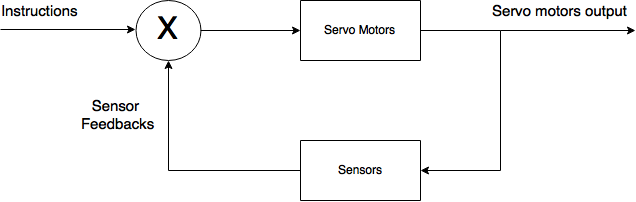 Instructions
X
Servo Motors
Servo motors output
Sensor
Feedbacks
Sensors